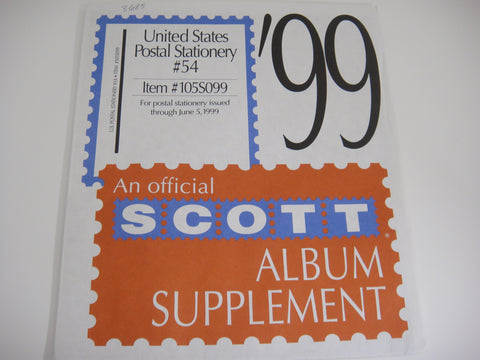 8685
United States
Postal Stationery
#54
Item #105S099
For postal stationery issued
through June 5, 1999
'99
An official
SCOTT
ALBUM
SUPPLEMENT